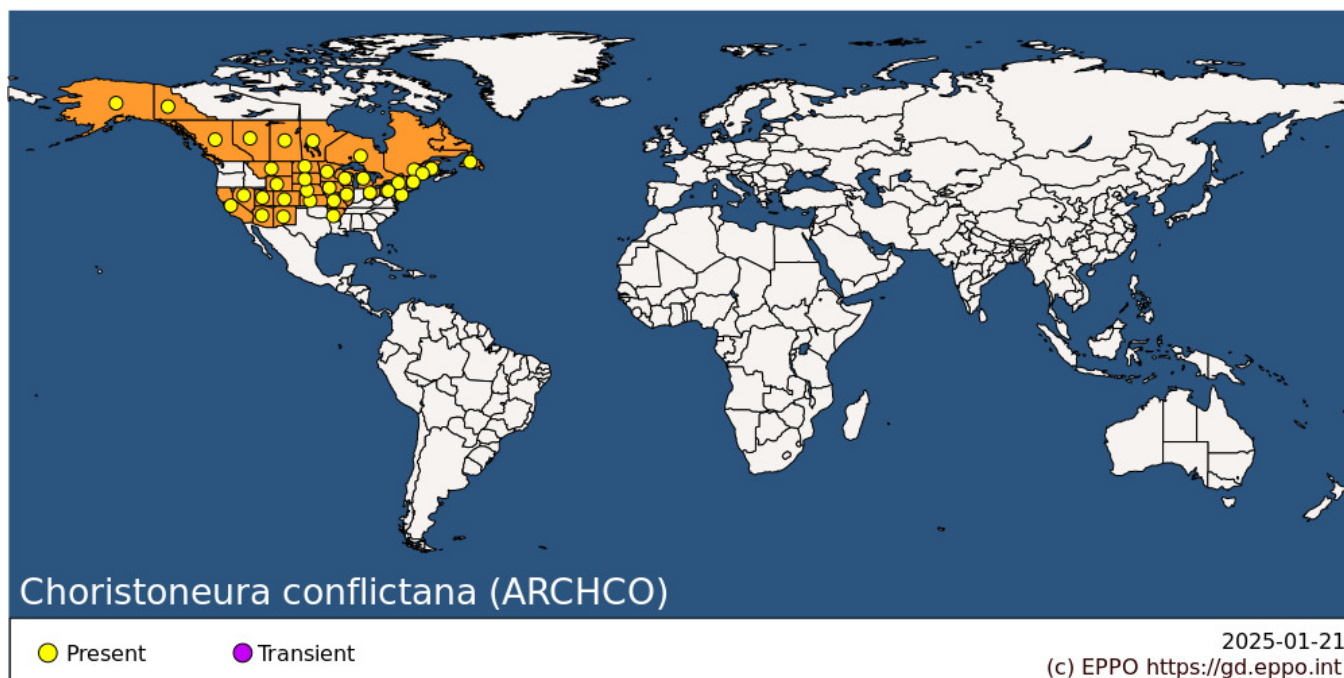 Choristoneura conflictana (ARCHCO)
Present
Transient
2025-01-21
(c) EPPO https://gd.eppo.int